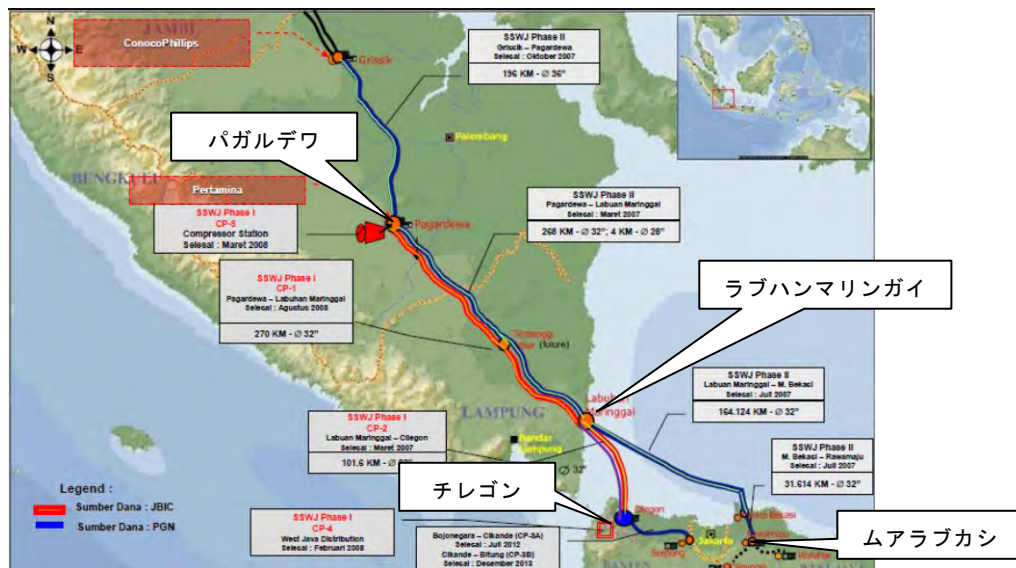 N
W
E
S
JAMBI
ConocoPhillips
Grissik
SSWJ Phase II
Grissik – Pagardewa
Selesai : Oktober 2007
196 KM - Ø 36"
パガルデワ
Palembang
BENGKULU
Pertamina
SSWJ Phase I
CP-5
Compressor Station
Selesai : Maret 2008
Pagardewa
SSWJ Phase II
Pagardewa – Labuan Maringgai
Selesai : Maret 2007
268 KM - Ø 32"; 4 KM - Ø 28"
SSWJ Phase I
CP-1
Pagardewa – Labuhan Maringgai
Selesai : Agustus 2008
270 KM - Ø 32"
ラブハンマリンガイ
(future)
Labuhan
Maringgai
SSWJ Phase II
Labuan Maringgai – M. Bekasi
Selesai : Juli 2007
164.124 KM - Ø 32"
LAMPUNG
Bandar
Lampung
SSWJ Phase I
CP-2
Labuan Maringgai – Cilegon
Selesai : Maret 2007
101.6 KM - Ø
Ø 32"
SSWJ Phase II
M. Bekasi – Rawamaju
Selesai : Juli 2007
31.614 KM - Ø 32"
Legend :
Sumber Dana : JBIC
Sumber Dana : PGN
チレゴン
Cilegon
SSWJ Phase I
CP-4
West Java Distribution
Selesai : Februari 2008
Bojonegara – Cikande (CP-3A)
Selesai : Juli 2012
Cikande – Bitung (CP-3B)
Selesai : Desember 2013
Serpong
Jakarta
ムアラブカシ
BANTEN